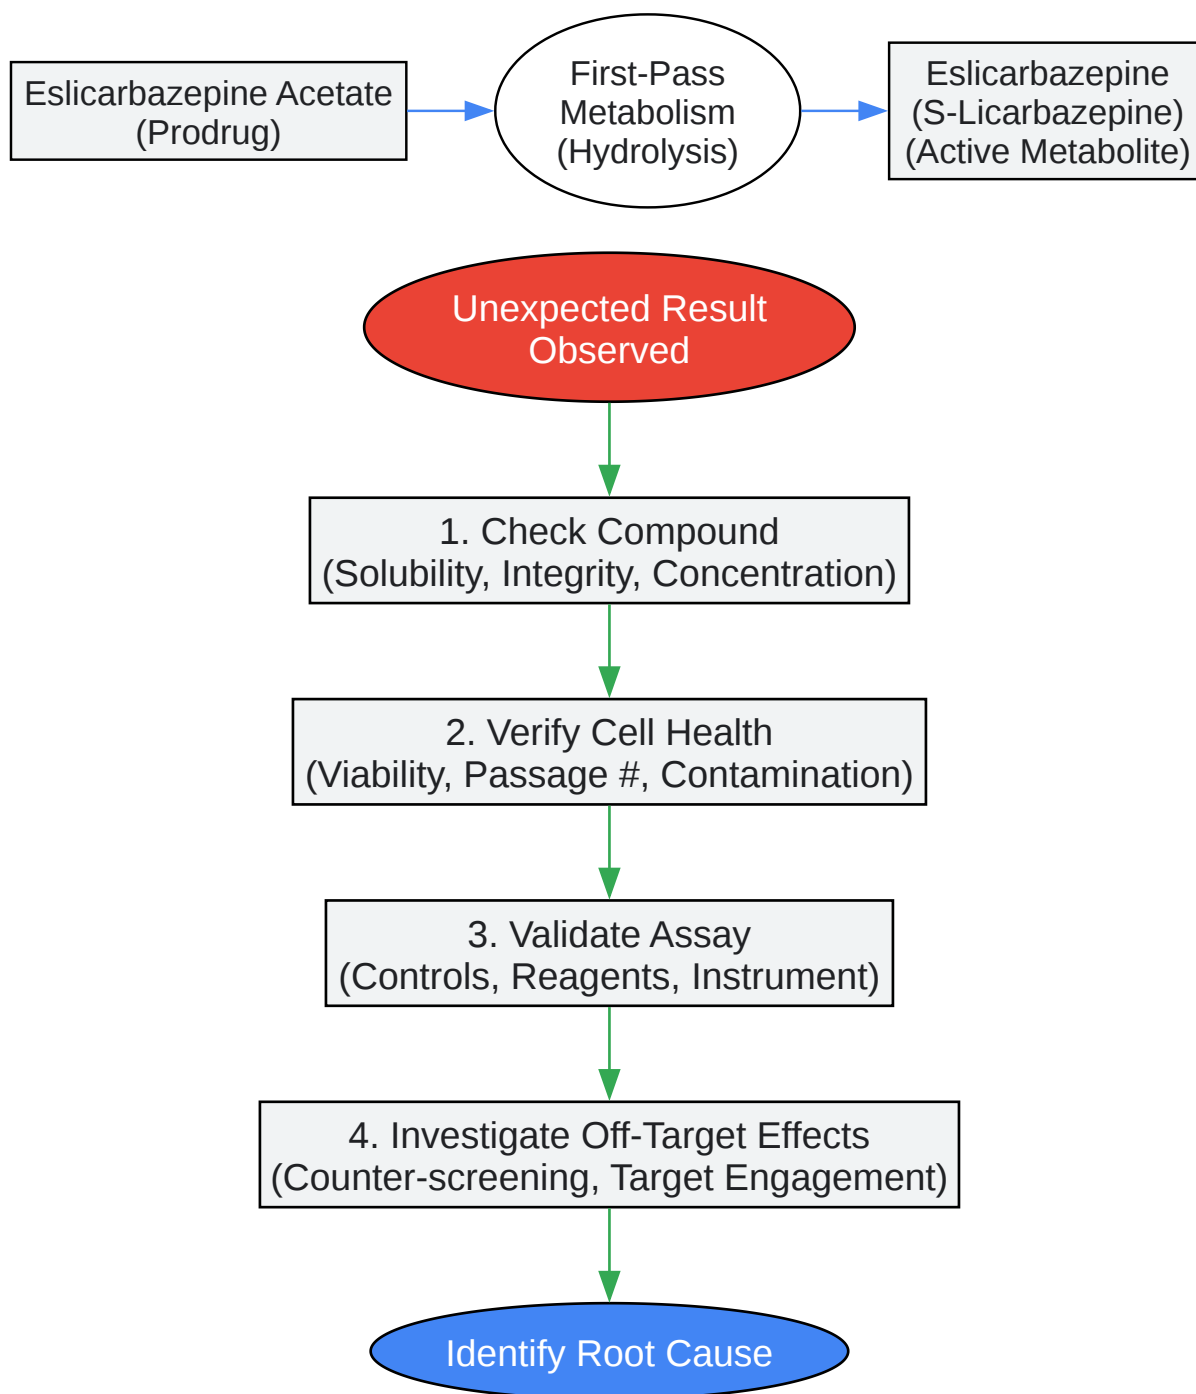 Eslicarbazepine Acetate
(Prodrug)
First-Pass
Metabolism
(Hydrolysis)
Eslicarbazepine
(S-Licarbazepine)
(Active Metabolite)
Unexpected Result
Observed
1. Check Compound
(Solubility, Integrity, Concentration)
2. Verify Cell Health
(Viability, Passage #, Contamination)
3. Validate Assay
(Controls, Reagents, Instrument)
4. Investigate Off-Target Effects
(Counter-screening, Target Engagement)
Identify Root Cause